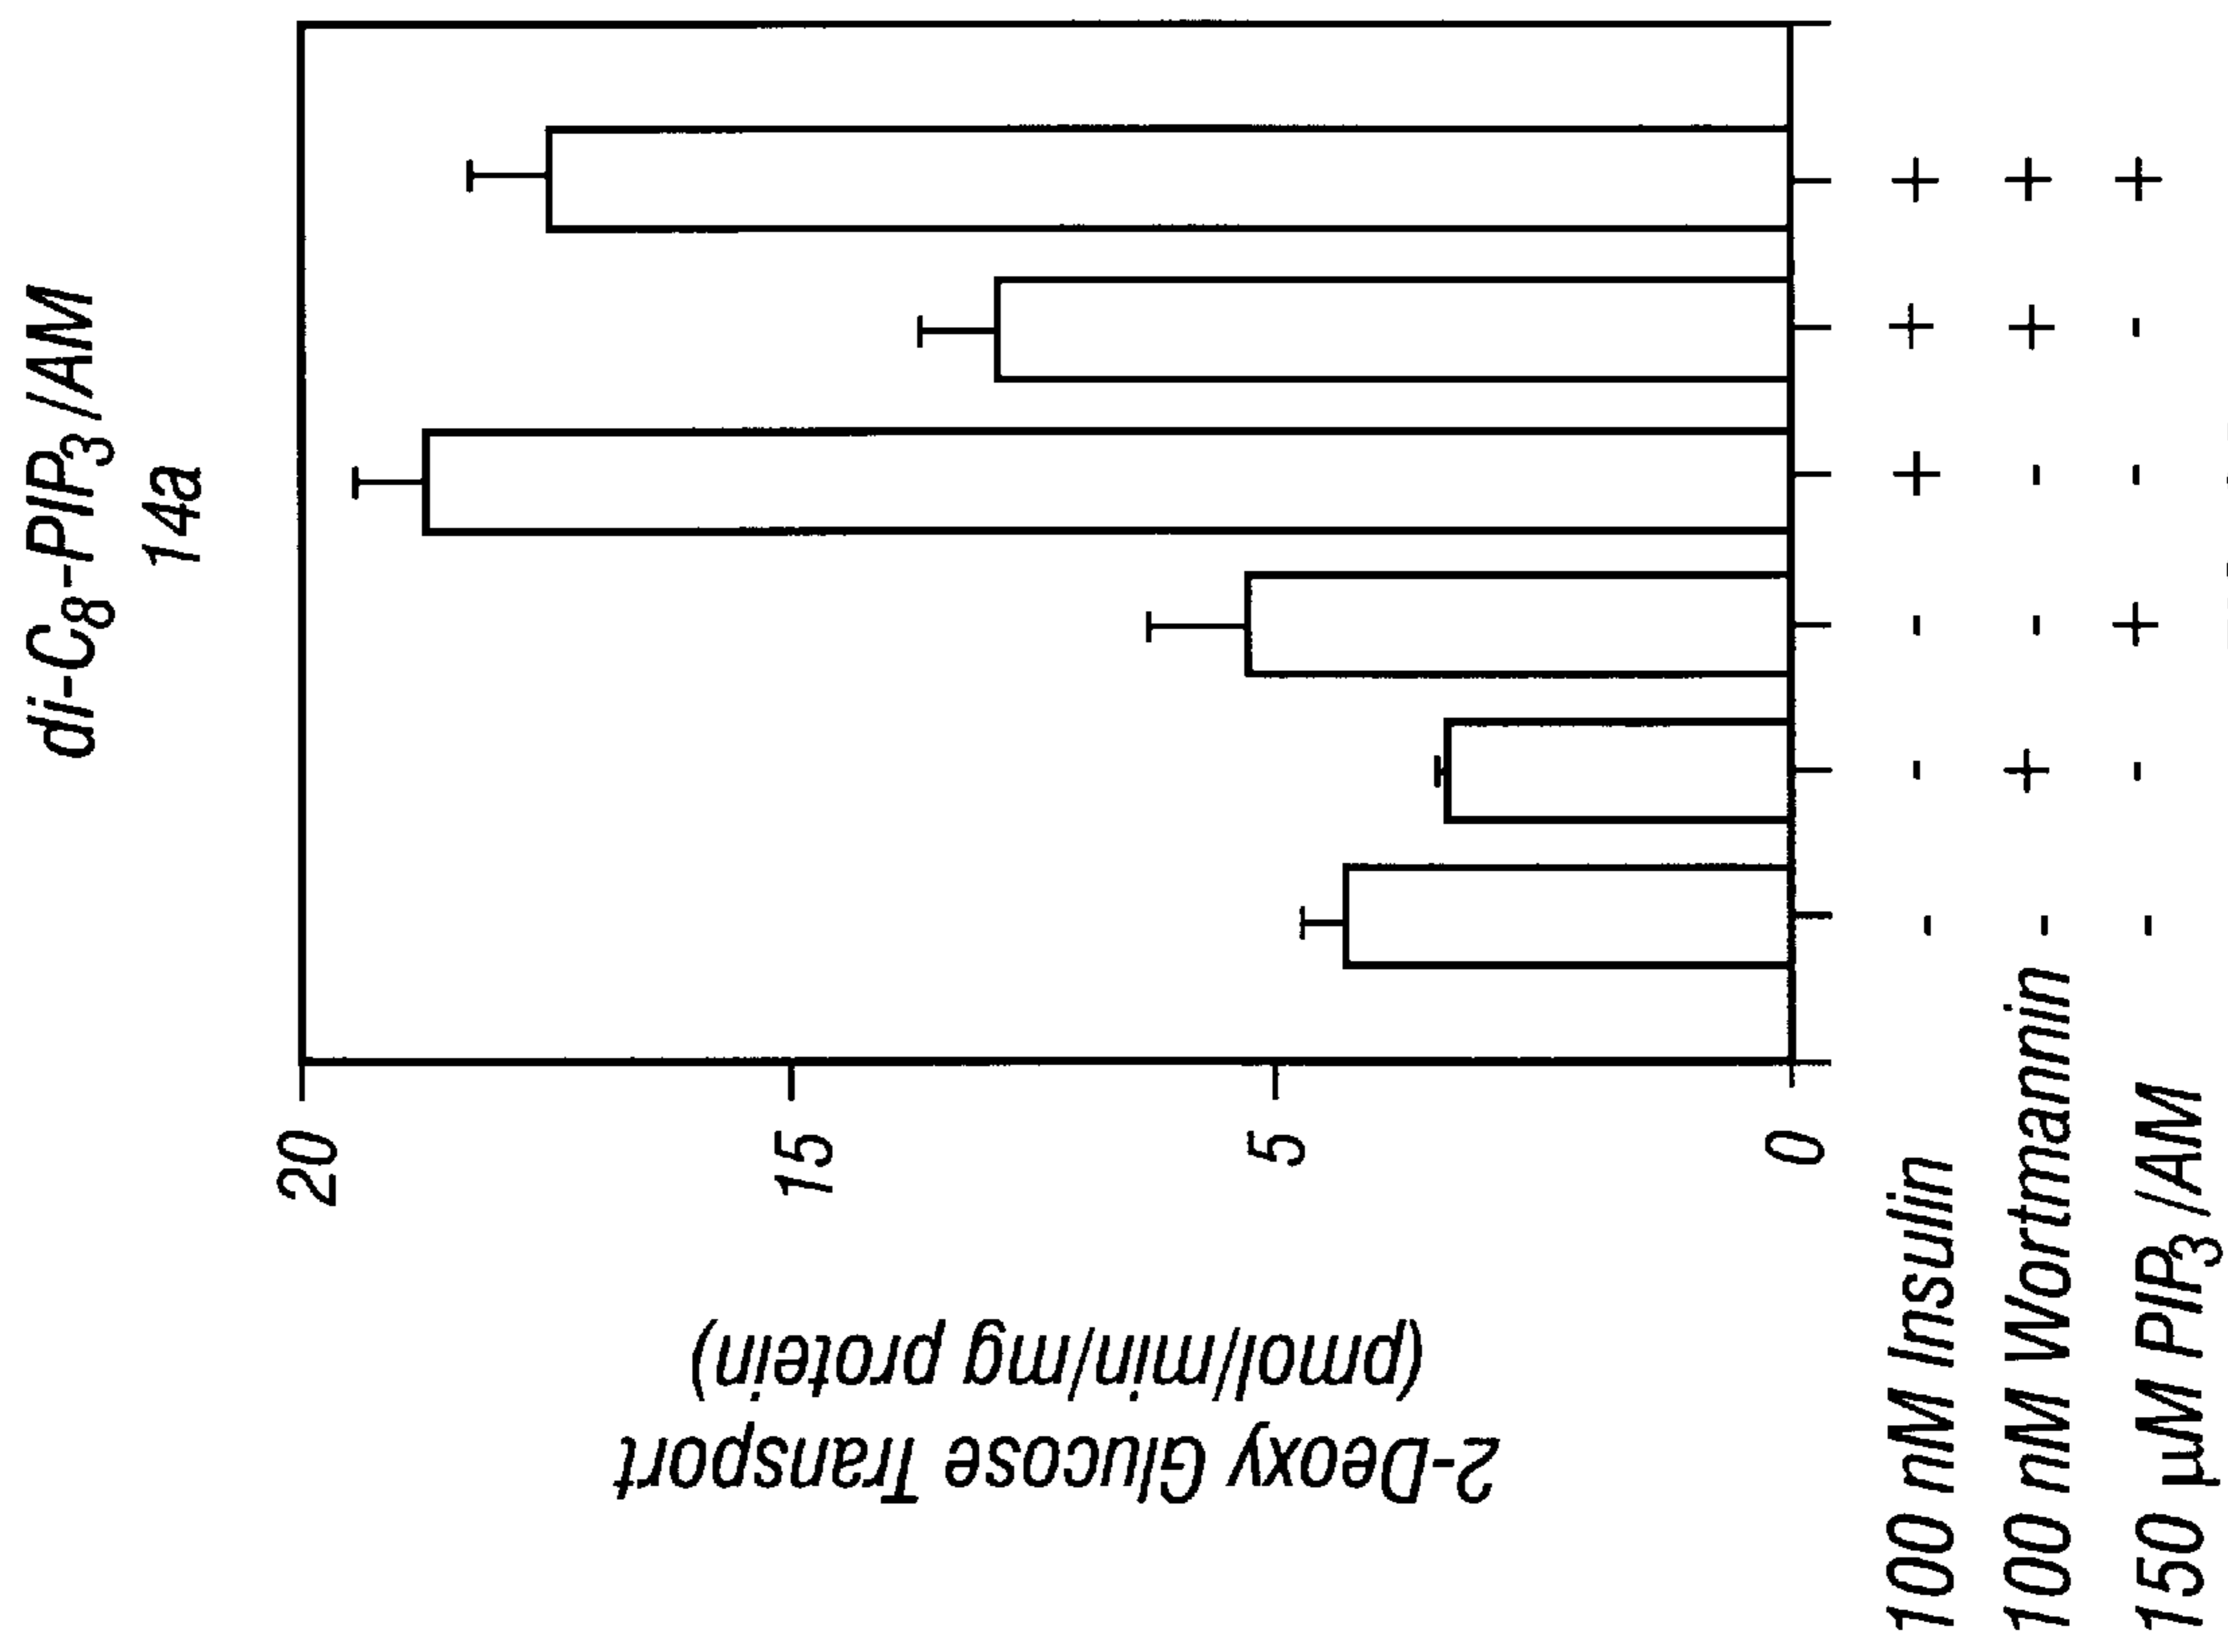 di-C8-PIP3/AM
14a
20
15
5
0
2-Deoxy Glucose Transport
(pmol/min/mg protein)
100 nM Insulin - - - + + +
100 nM Wortmannin - + - - + +
150 µM PIP3/AM - - + - - +